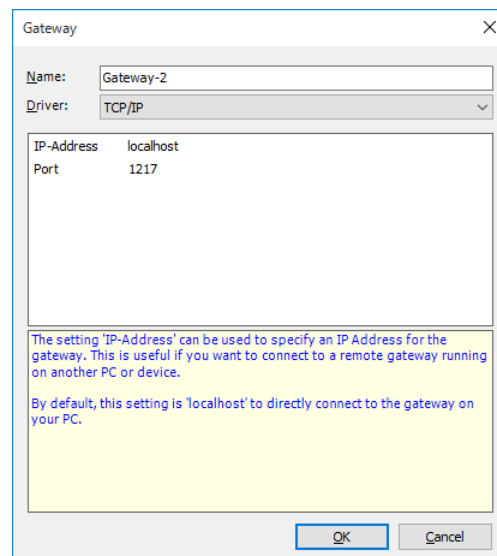 Gateway
Name: Gateway-2
Driver: TCP/IP
IP-Address localhost
Port 1217
The setting 'IP-Address' can be used to specify an IP Address for the
gateway. This is useful if you want to connect to a remote gateway running
on another PC or device.
By default, this setting is 'localhost' to directly connect to the gateway on
your PC.
OK Cancel